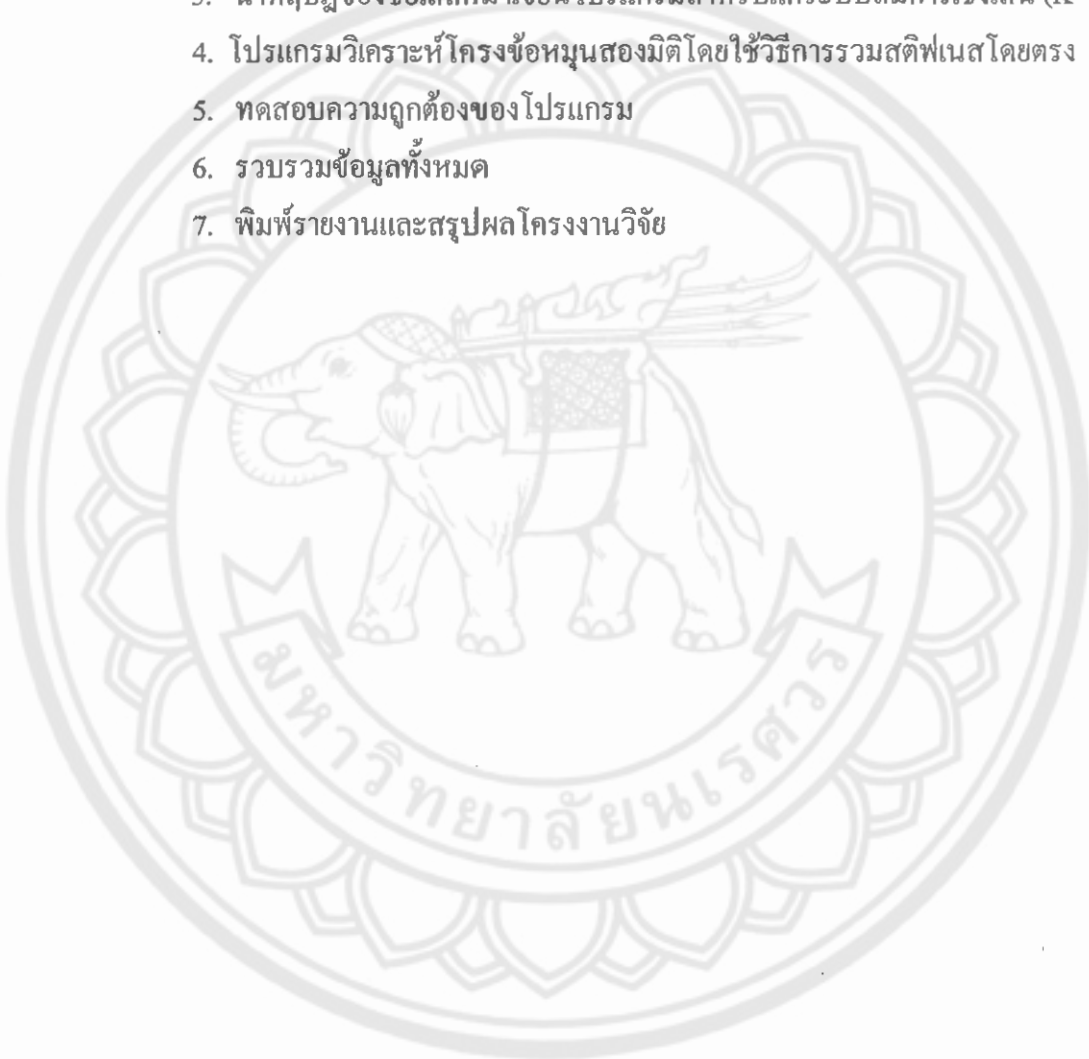 4. โปรแกรมวิเคราะห์โครงข้อหมุนสองมิติโดยใช้วิธีการรวมสติฟเนสโดยตรง
5. ทดสอบความถูกต้องของโปรแกรม
6. รวบรวมข้อมูลทั้งหมด
7. พิมพ์รายงานและสรุปผลโครงงานวิจัย
มหาวิทยาลัยนเรศวร